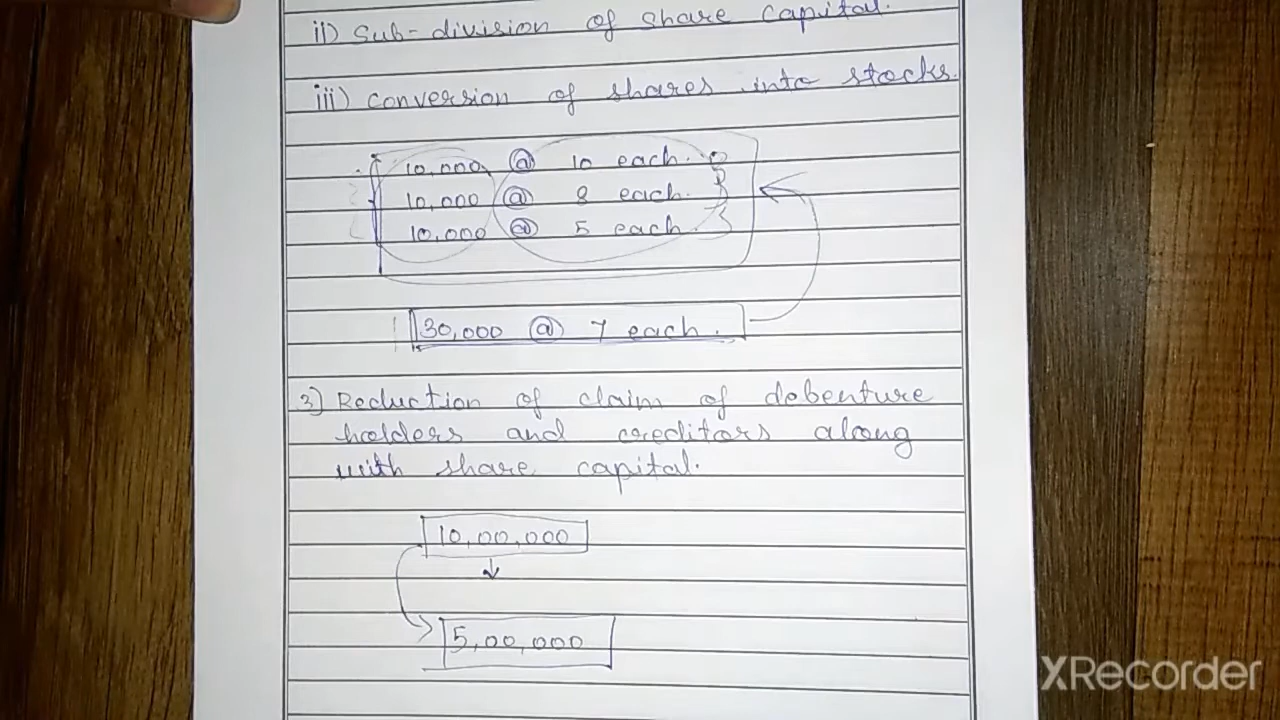 ii) Sub-division of share capital.
iii) Conversion of shares into stocks.
10,000 @ 10 each.
10,000 @ 8 each.
10,000 @ 5 each.
30,000 @ 7 each.
3) Reduction of claim of debenture
holders and creditors along
with share capital.
10,00,000
5,00,000
XRecorder